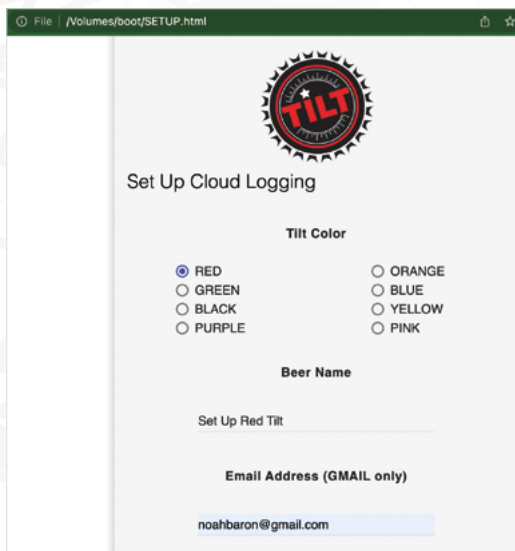 File | /Volumes/boot/SETUP.html
TILT
Set Up Cloud Logging
Tilt Color
RED ORANGE
GREEN BLUE
BLACK YELLOW
PURPLE PINK
Beer Name
Set Up Red Tilt
Email Address (GMAIL only)
noahbaron@gmail.com